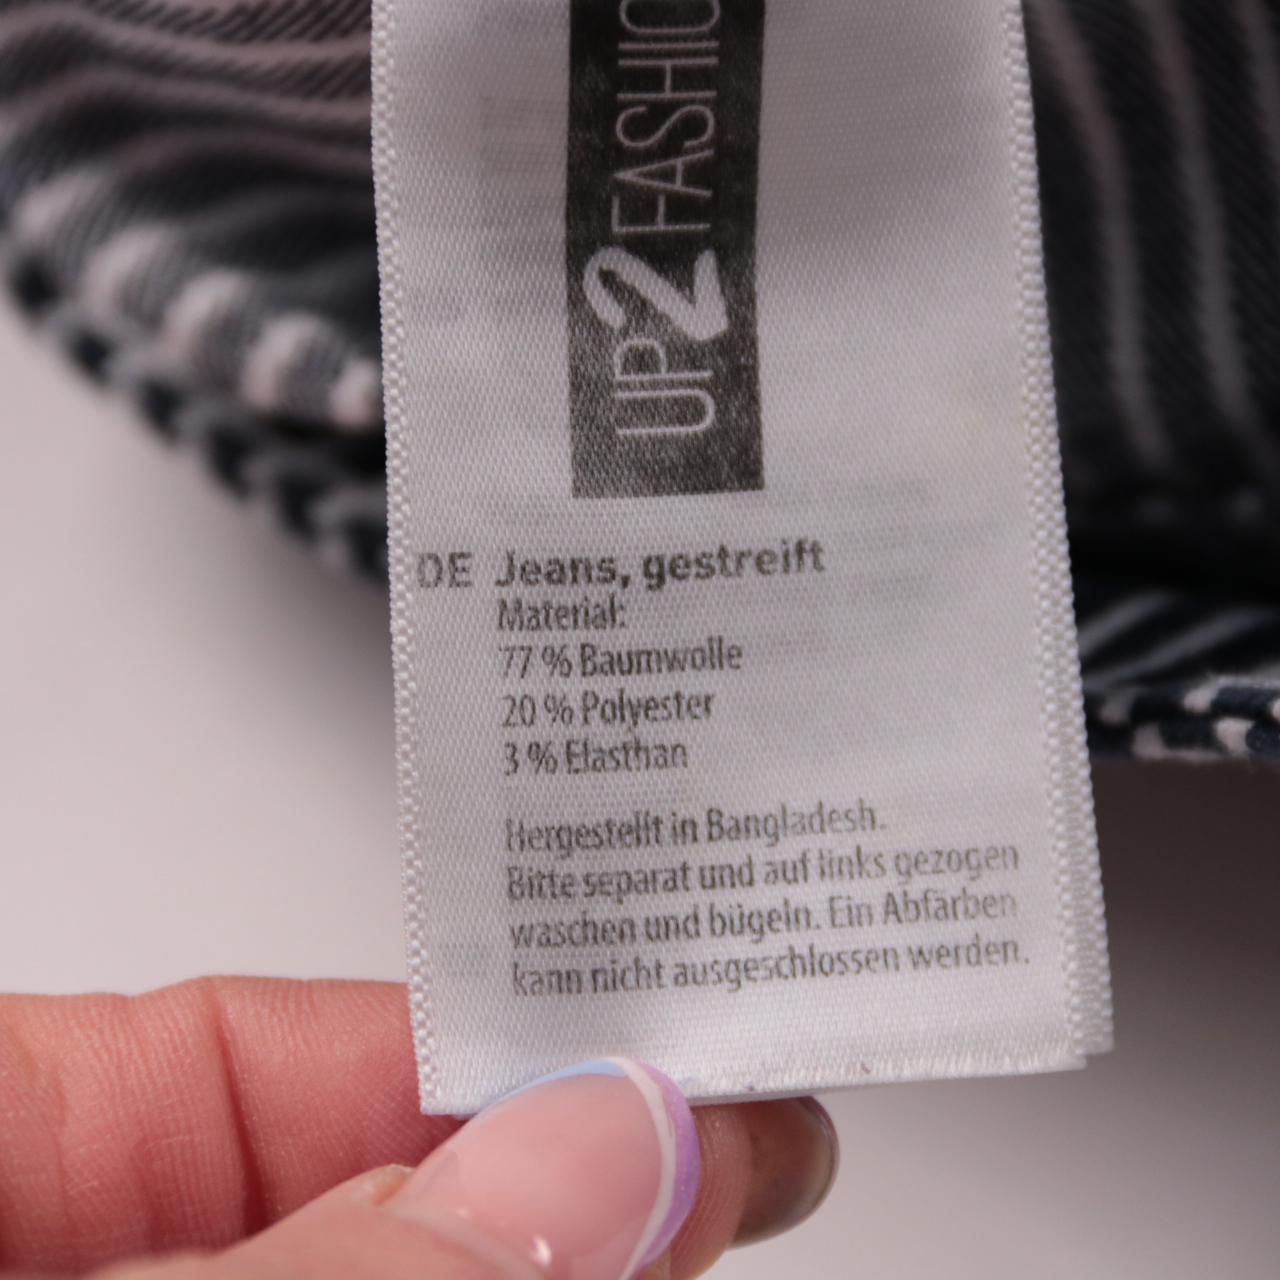 UP2FASHIO
DE Jeans, gestreift
Material:
77 % Baumwolle
20 % Polyester
3 % Elasthan
Hergestellt in Bangladesh.
Bitte separat und auf links gezogen
waschen und bügeln. Ein Abfärben
kann nicht ausgeschlossen werden.